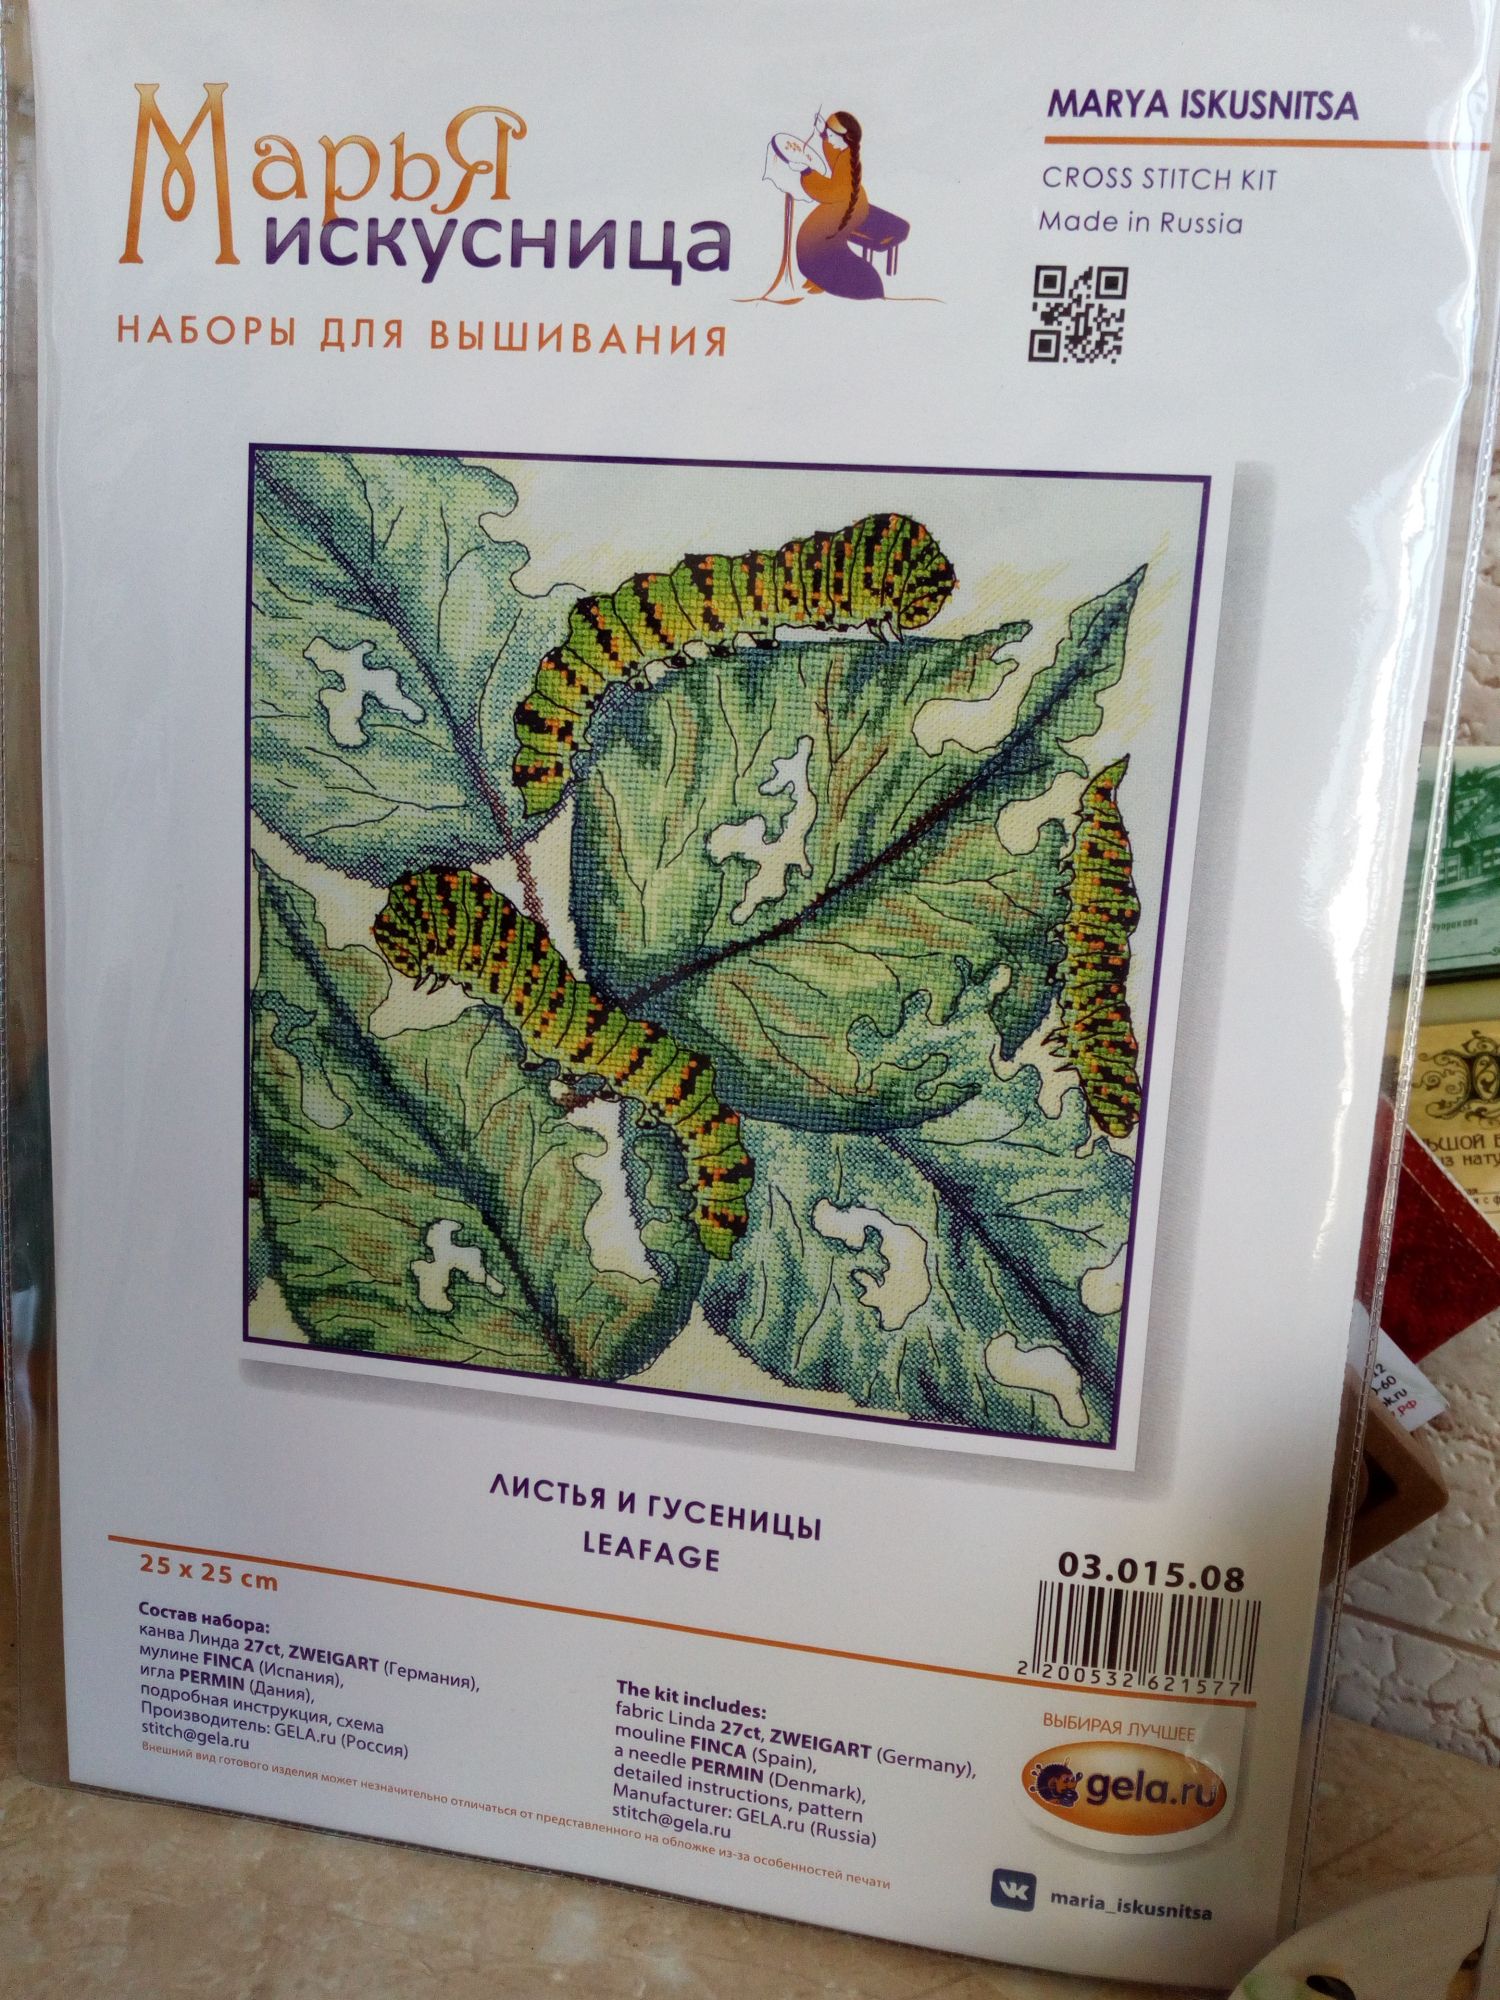 МарьЯ
искусница
НАБОРЫ ДЛЯ ВЫШИВАНИЯ
MARYA ISKUSNITSA
CROSS STITCH KIT
Made in Russia
ЛИСТЬЯ И ГУСЕНИЦЫ
LEAFAGE
25 x 25 cm
Состав набора:
канва Линда 27ct, ZWEIGART (Германия),
мулине FINCA (Испания),
игла PERMIN (Дания),
подробная инструкция, схема
Производитель: GELA.ru (Россия)
stitch@gela.ru
Внешний вид готового изделия может незначительно отличаться от представленного на обложке из-за особенностей печати
The kit includes:
fabric Linda 27ct, ZWEIGART (Germany),
mouline FINCA (Spain),
a needle PERMIN (Denmark),
detailed instructions, pattern
Manufacturer: GELA.ru (Russia)
stitch@gela.ru
03.015.08
2 200532 621577
ВЫБИРАЯ ЛУЧШЕЕ
gela.ru
maria_iskusnitsa